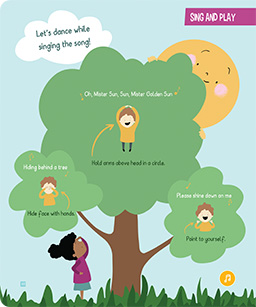 Let's dance while
singing the song!
SING AND PLAY
Oh, Mister Sun, Sun, Mister Golden Sun
Hold arms above head in a circle.
Hiding behind a tree
Hide face with hands.
Please shine down on me
Point to yourself.